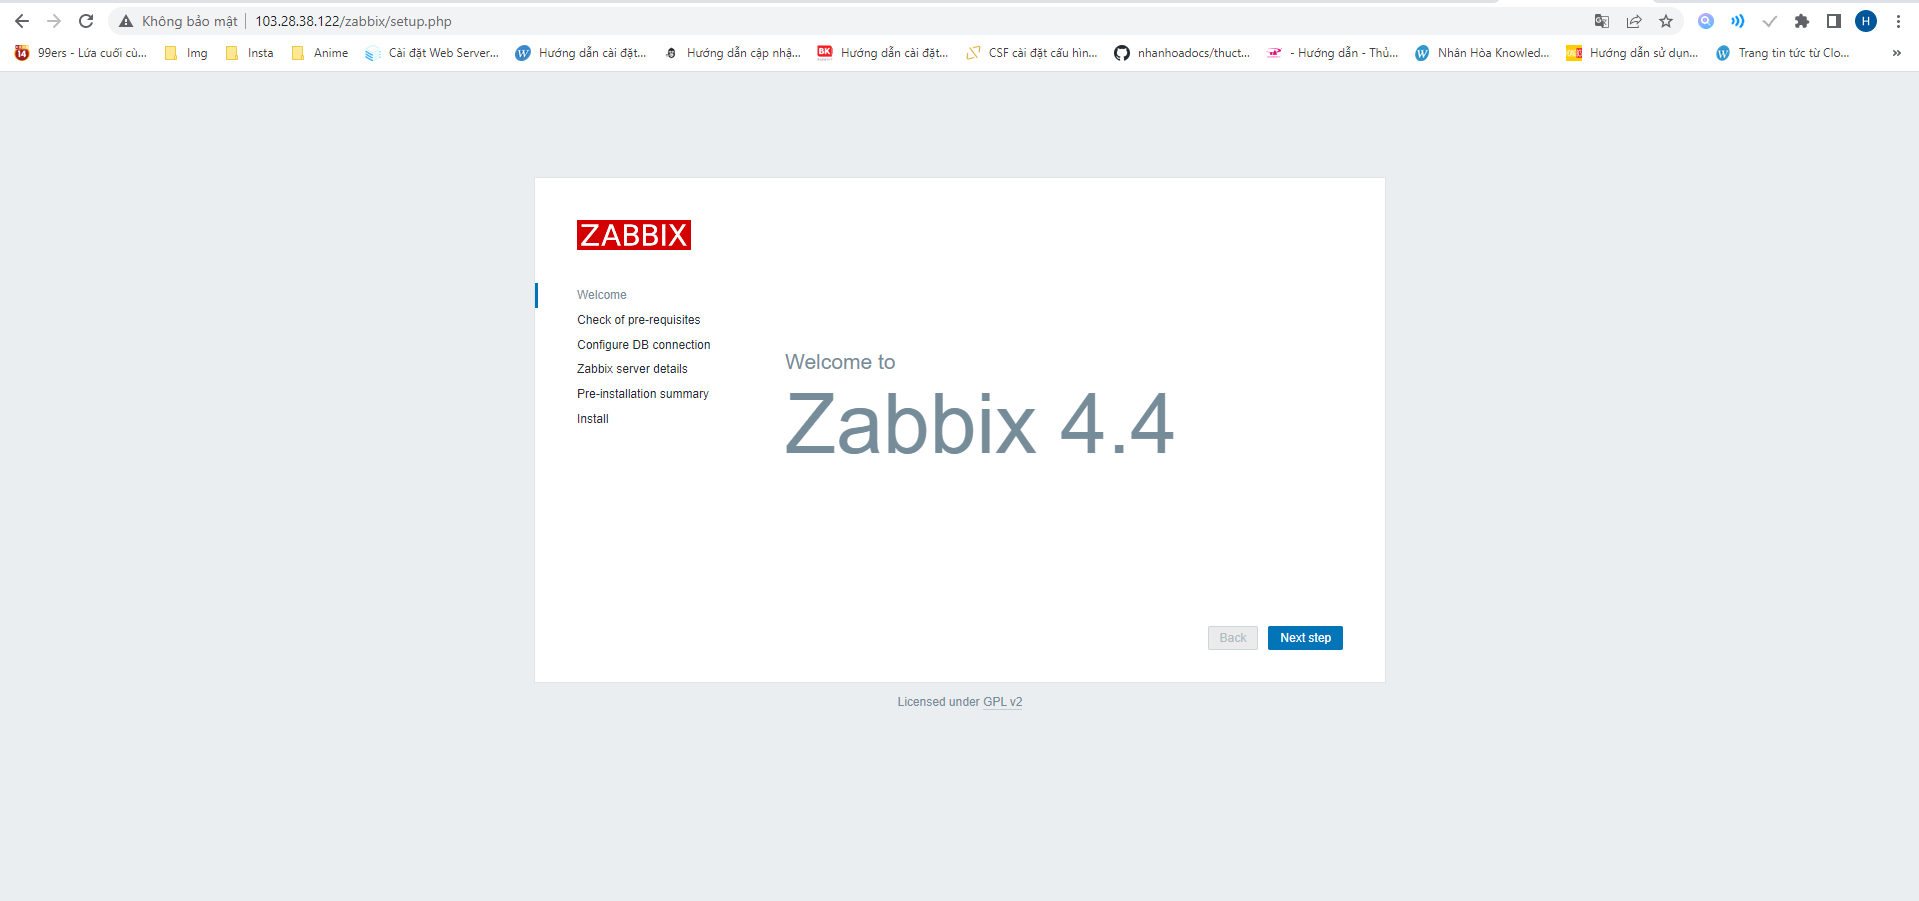 Không bảo mật 103.28.38.122/zabbix/setup.php H
99ers - Lứa cuối cù... Img Insta Anime Cài đặt Web Server... Hướng dẫn cài đặt... Hướng dẫn cập nhậ... BK Hướng dẫn cài đặt... CSF cài đặt cấu hìn... nhanhoadocs/thuct... - Hướng dẫn - Thủ... Nhân Hòa Knowled... Hướng dẫn sử dụn... Trang tin tức từ Clo... »
ZABBIX
Welcome
Check of pre-requisites
Configure DB connection
Zabbix server details
Pre-installation summary
Install
Welcome to
Zabbix 4.4
Back Next step
Licensed under GPL v2